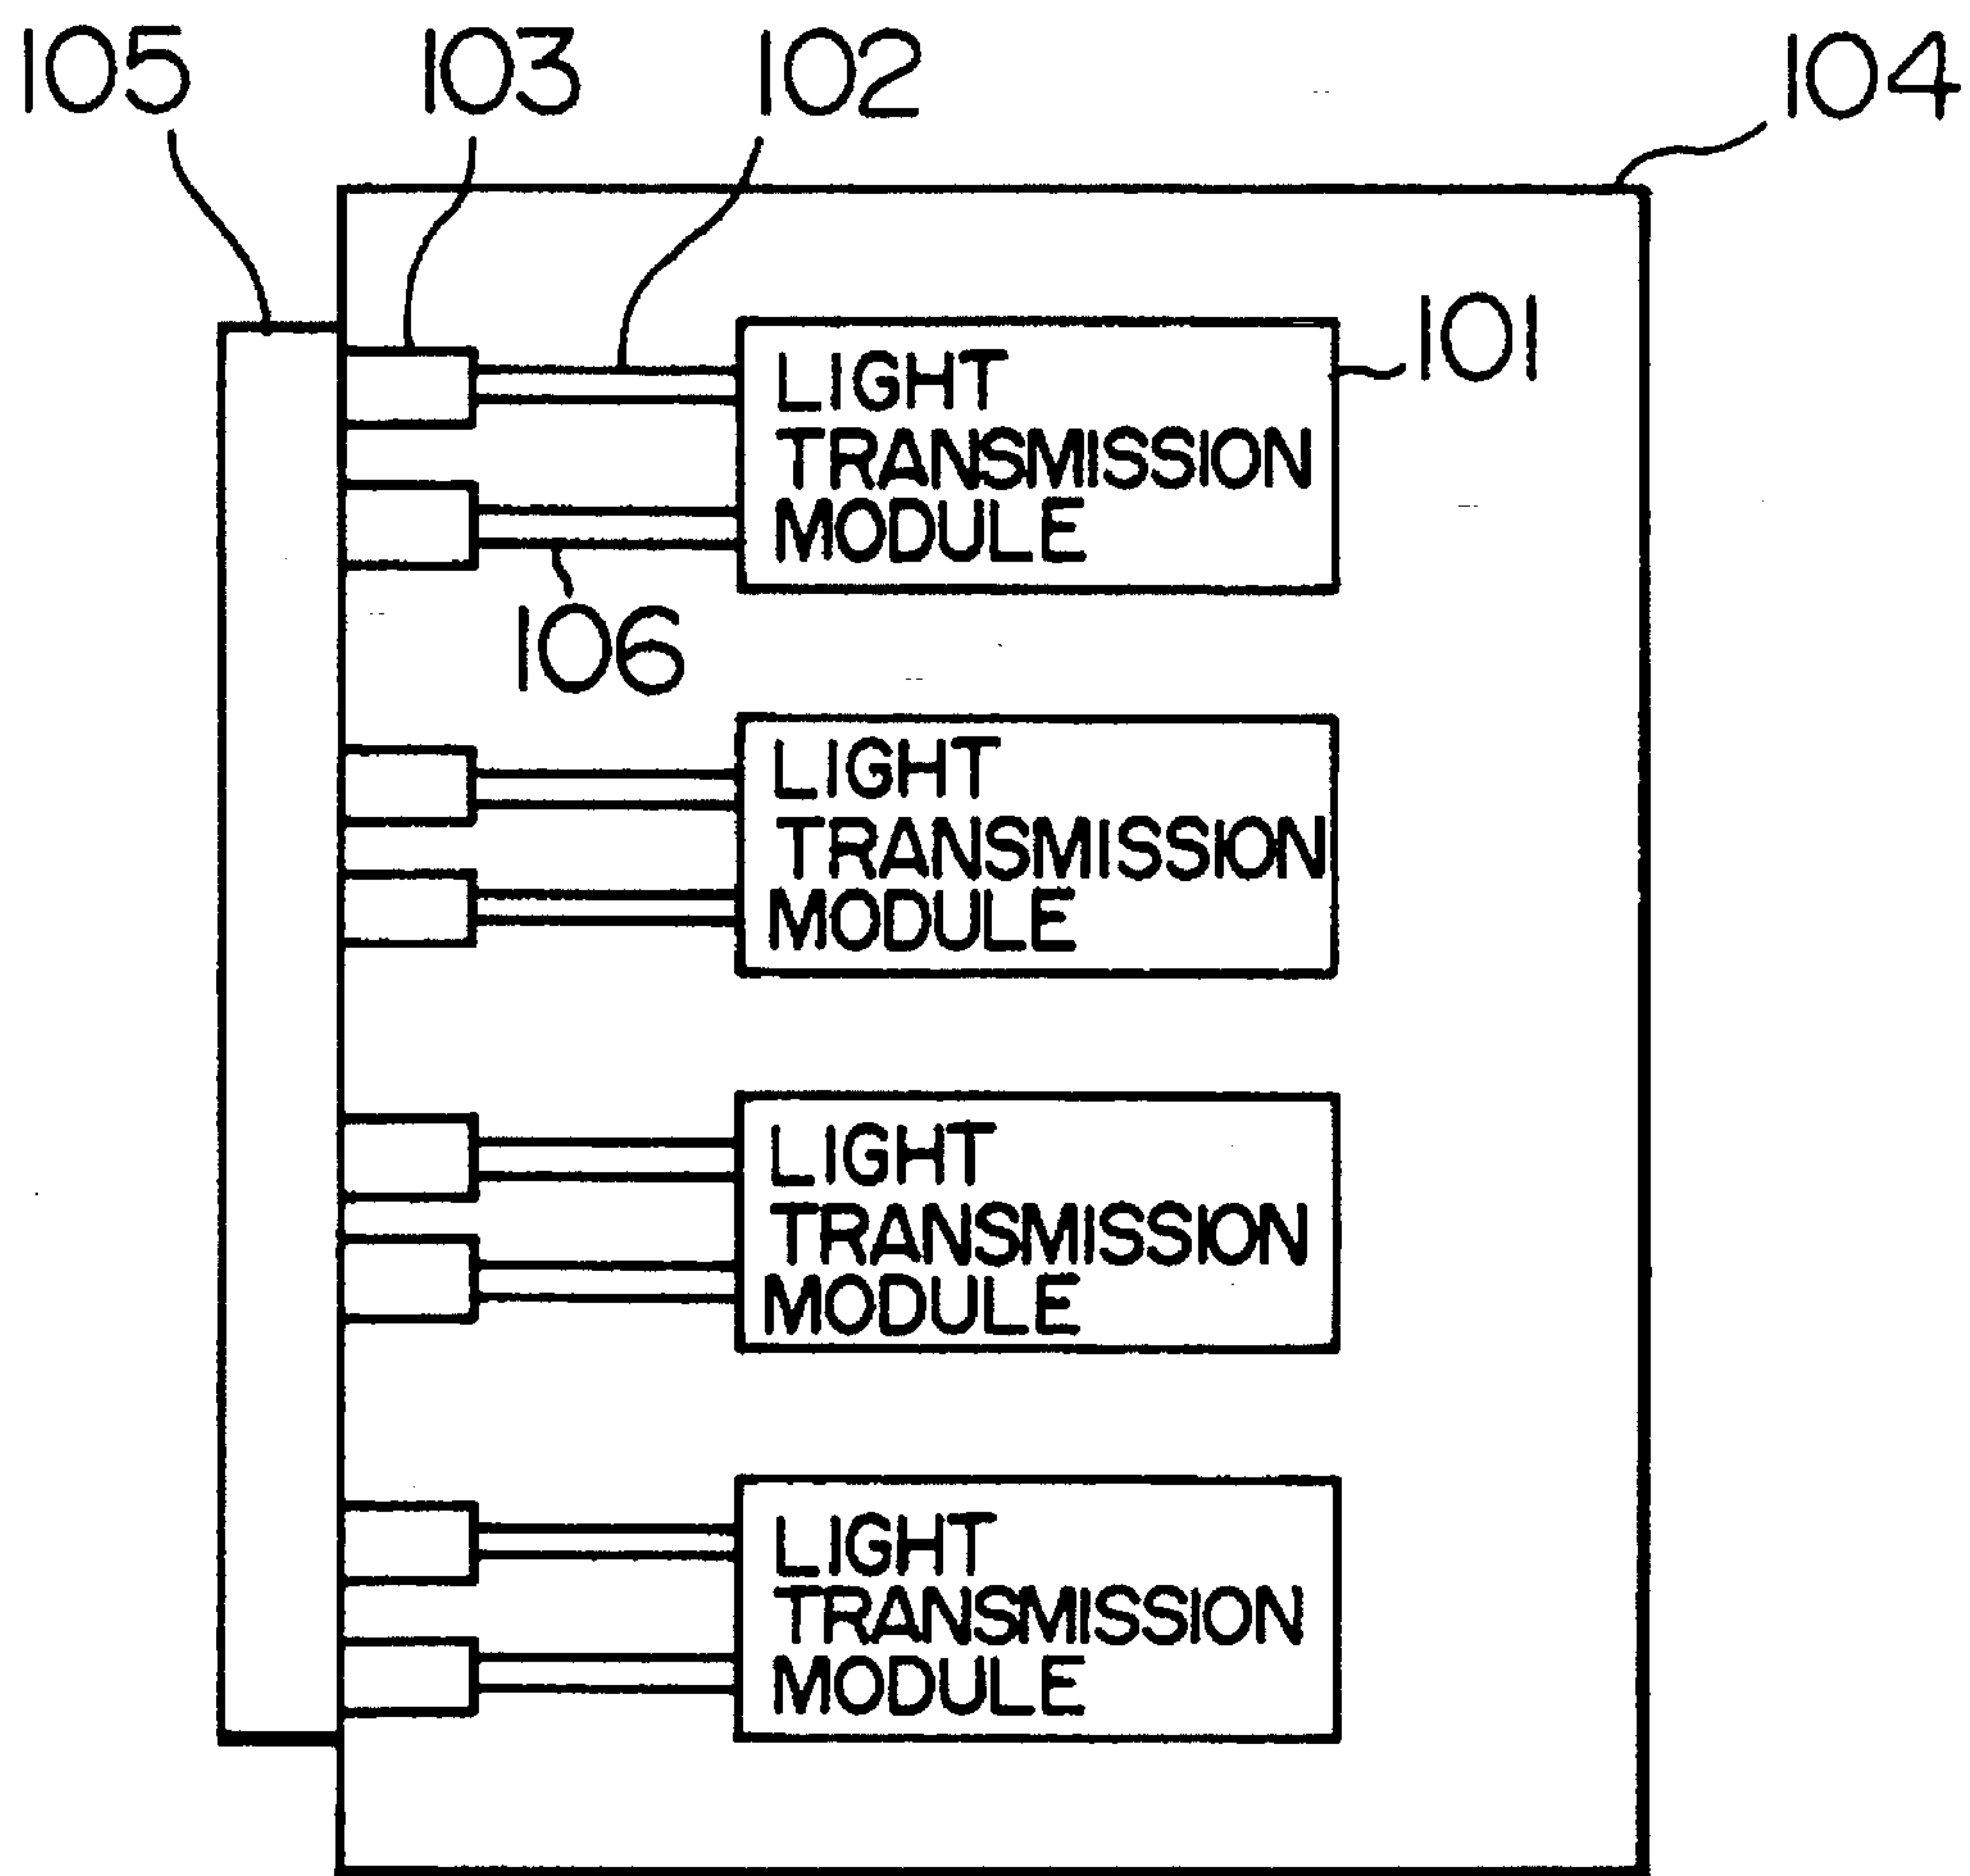 105
103
102
104
101
LIGHT
TRANSMISSION
MODULE
106
LIGHT
TRANSMISSION
MODULE
LIGHT
TRANSMISSION
MODULE
LIGHT
TRANSMISSION
MODULE